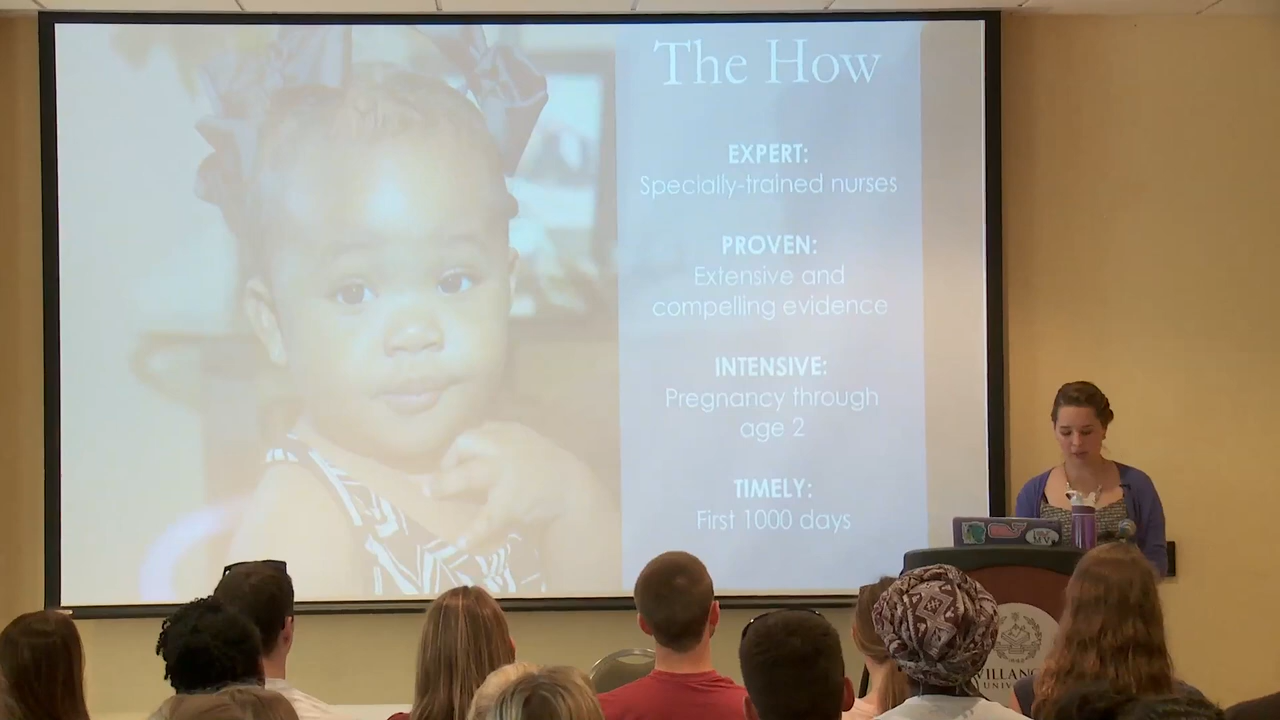 The How
EXPERT:
Specially-trained nurses
PROVEN:
Extensive and
compelling evidence
INTENSIVE:
Pregnancy through
age 2
TIMELY:
First 1000 days